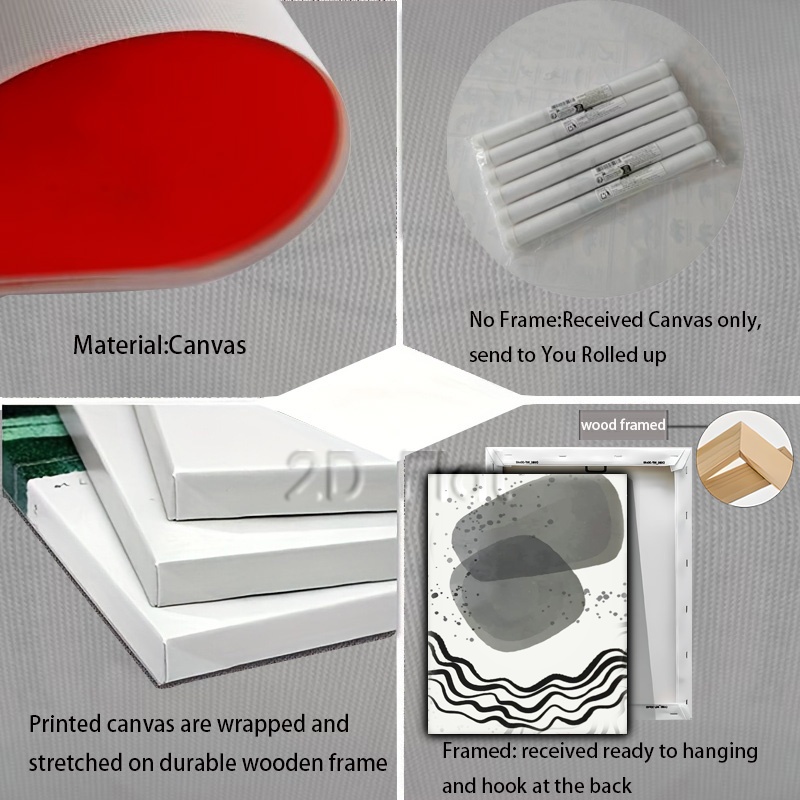 Material:Canvas
No Frame:Received Canvas only,
send to You Rolled up
wood framed
2D Flat
Printed canvas are wrapped and
stretched on durable wooden frame
Framed: received ready to hanging
and hook at the back